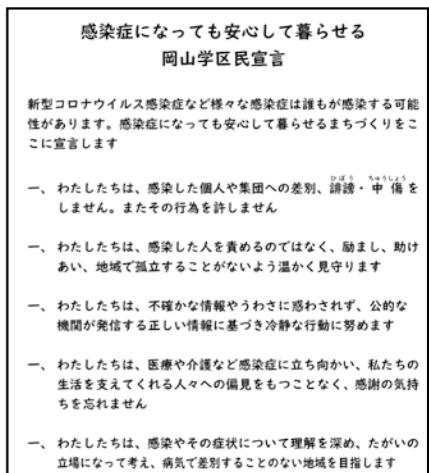 感染症になっても安心して暮らせる
岡山学区民宣言
新型コロナウイルス感染症など様々な感染症は誰もが感染する可能
性があります。感染症になっても安心して暮らせるまちづくりをこ
こに宣言します
一、わたしたちは、感染した個人や集団への差別、誹謗・中傷を
しません。またその行為を許しません
一、わたしたちは、感染した人を責めるのではなく、励まし、助け
あい、地域で孤立することがないよう温かく見守ります
一、わたしたちは、不確かな情報やうわさに惑わされず、公的な
機関が発信する正しい情報に基づき冷静な行動に努めます
一、わたしたちは、医療や介護など感染症に立ち向かい、私たちの
生活を支えてくれる人々への偏見をもつことなく、感謝の気持
ちを忘れません
一、わたしたちは、感染やその症状について理解を深め、たがいの
立場になって考え、病気で差別することのない地域を目指します